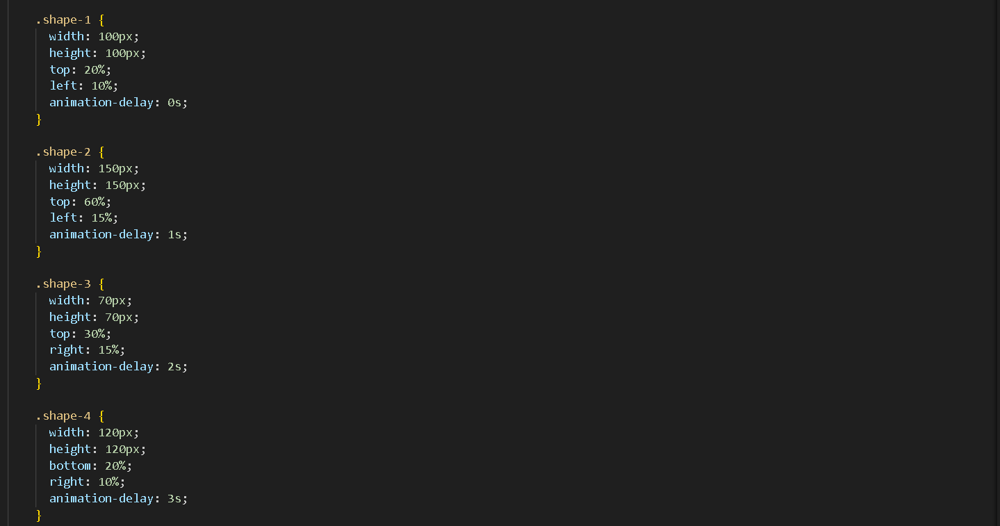 .shape-1 {
width: 100px;
height: 100px;
top: 20%;
left: 10%;
animation-delay: 0s;
}
.shape-2 {
width: 150px;
height: 150px;
top: 60%;
left: 15%;
animation-delay: 1s;
}
.shape-3 {
width: 70px;
height: 70px;
top: 30%;
right: 15%;
animation-delay: 2s;
}
.shape-4 {
width: 120px;
height: 120px;
bottom: 20%;
right: 10%;
animation-delay: 3s;
}